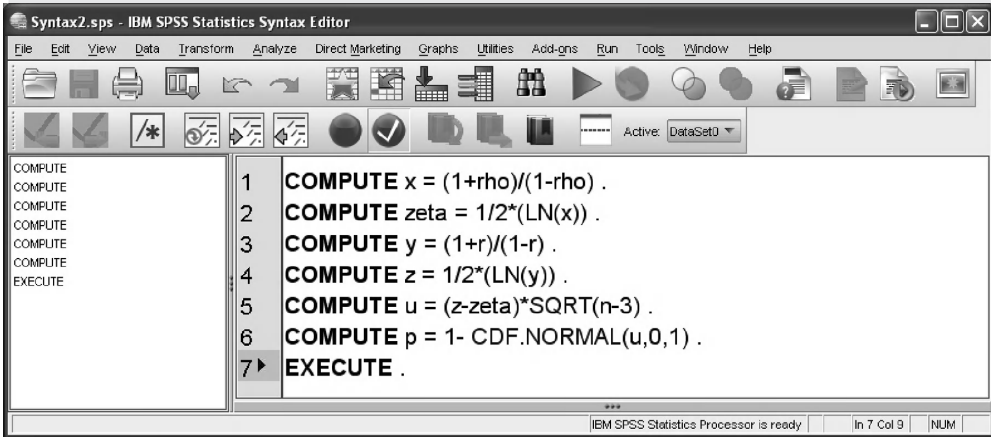 Syntax2.sps - IBM SPSS Statistics Syntax Editor
File Edit View Data Transform Analyze Direct Marketing Graphs Utilities Add-ons Run Tools Window Help
Active: DataSet0
COMPUTE
COMPUTE
COMPUTE
COMPUTE
COMPUTE
COMPUTE
EXECUTE
1 COMPUTE x = (1+rho)/(1-rho) .
2 COMPUTE zeta = 1/2*(LN(x)) .
3 COMPUTE y = (1+r)/(1-r) .
4 COMPUTE z = 1/2*(LN(y)) .
5 COMPUTE u = (z-zeta)*SQRT(n-3) .
6 COMPUTE p = 1- CDF.NORMAL(u,0,1) .
7 EXECUTE .
IBM SPSS Statistics Processor is ready In 7 Col 9 NUM